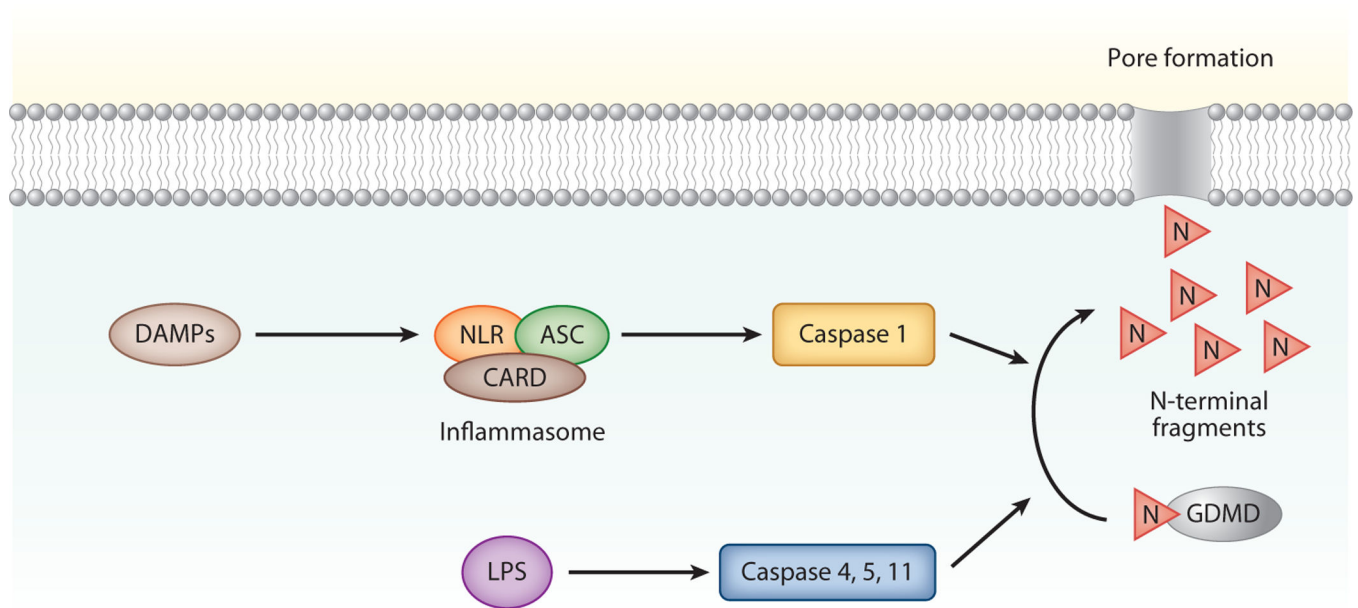 Pore formation
N
N
N
N
N
N
DAMPs
NLR
ASC
CARD
Inflammasome
Caspase 1
N-terminal
fragments
N
GDMD
LPS
Caspase 4, 5, 11